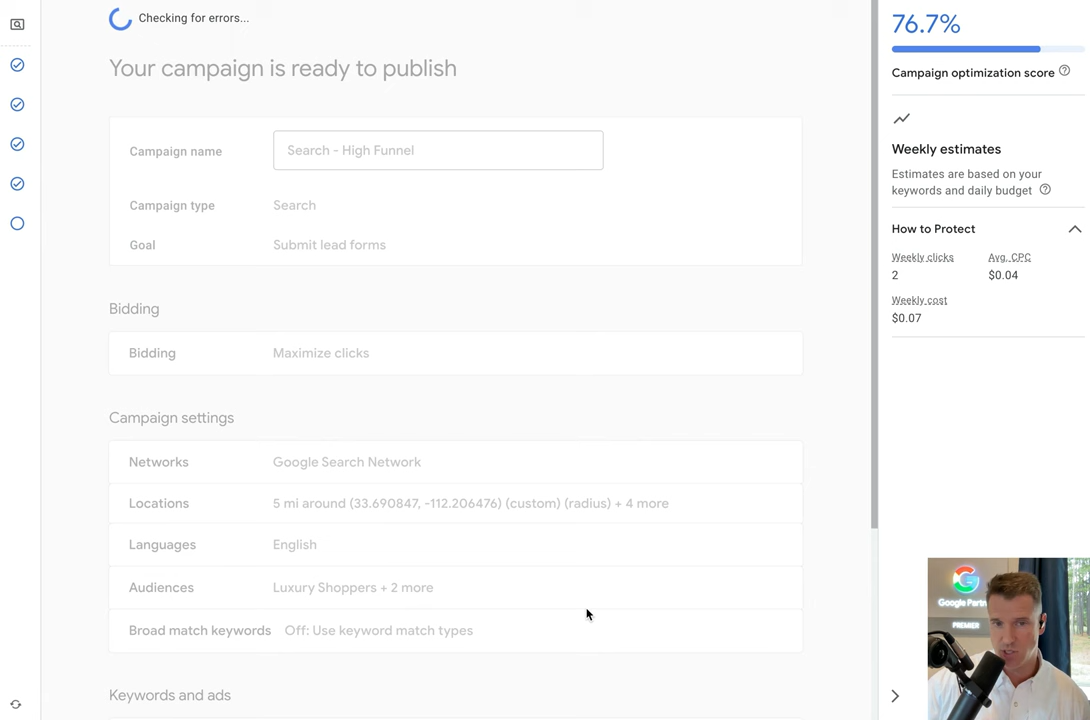 Checking for errors...
Your campaign is ready to publish
Campaign name
Search - High Funnel
Campaign type
Search
Goal
Submit lead forms
Bidding
Bidding
Maximize clicks
Campaign settings
Networks
Google Search Network
Locations
5 mi around (33.690847, -112.206476) (custom) (radius) + 4 more
Languages
English
Audiences
Luxury Shoppers + 2 more
Broad match keywords
Off: Use keyword match types
Keywords and ads
76.7%
Campaign optimization score
Weekly estimates
Estimates are based on your
keywords and daily budget
How to Protect
Weekly clicks
Avg. CPC
2
$0.04
Weekly cost
$0.07
Google
PREMIER